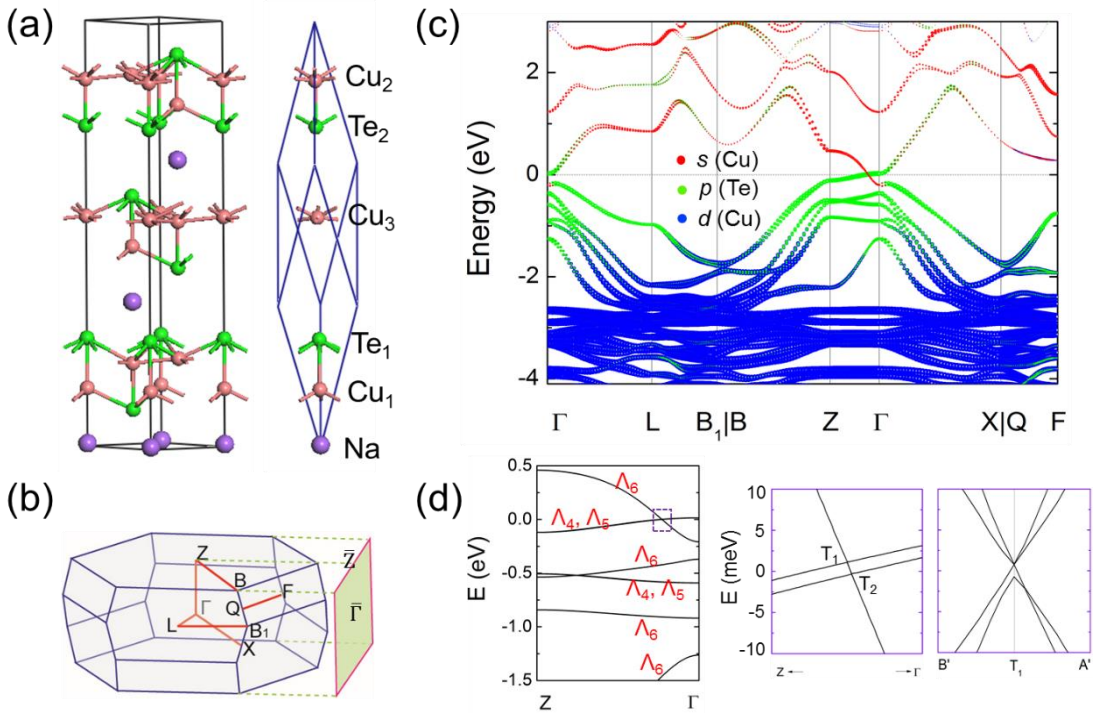 (a)
Cu₂
Te₂
Cu₃
Te₁
Cu₁
Na
(b)
Z
Z̅
B
F
Q
Γ
Γ̅
L
B₁
X
(c)
Energy (eV)
2
0
-2
-4
s (Cu)
p (Te)
d (Cu)
Γ L B₁|B Z Γ X|Q F
(d)
E (eV)
0.5
0.0
-0.5
-1.0
-1.5
Λ₆
Λ₄, Λ₅
Λ₆
Λ₄, Λ₅
Λ₆
Λ₆
Z Γ
E (meV)
10
5
0
-5
-10
T₁
T₂
Z ← → Γ
B' T₁ A'